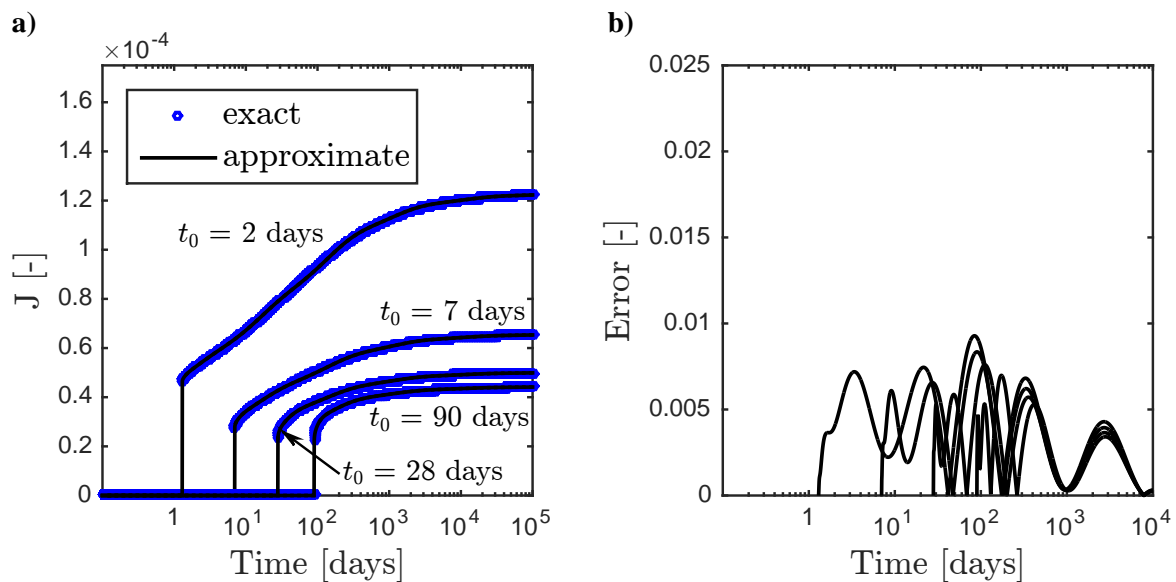 a)
×10⁻⁴
1.6
1.4
1.2
1
0.8
0.6
0.4
0.2
0
J [-]
exact
approximate
t₀ = 2 days
t₀ = 7 days
t₀ = 90 days
t₀ = 28 days
1 10¹ 10² 10³ 10⁴ 10⁵
Time [days]
b)
0.025
0.02
0.015
0.01
0.005
0
Error [-]
1 10¹ 10² 10³ 10⁴
Time [days]